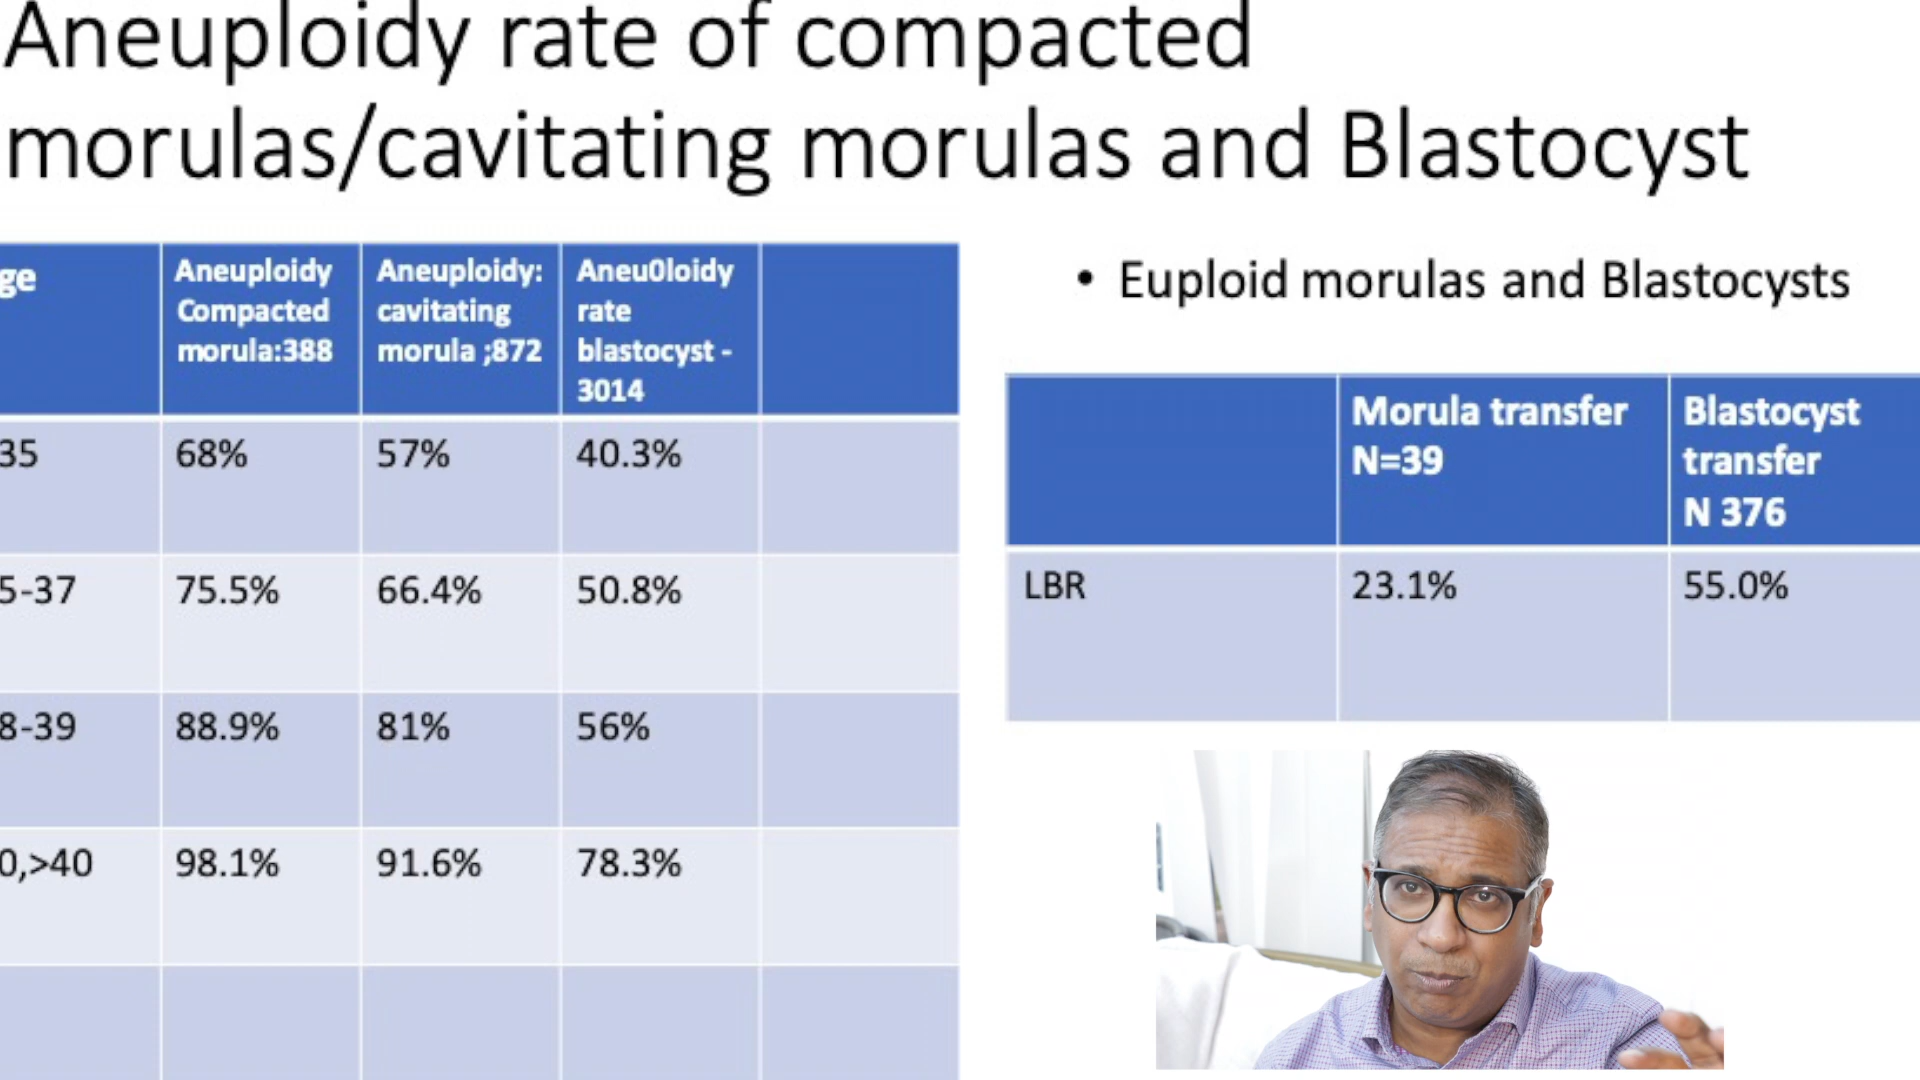 Aneuploidy rate of compacted
morulas/cavitating morulas and Blastocyst
ge
Aneuploidy
Compacted
morula:388
Aneuploidy:
cavitating
morula ;872
Aneu0loidy
rate
blastocyst -
3014
35
68%
57%
40.3%
5-37
75.5%
66.4%
50.8%
8-39
88.9%
81%
56%
0,>40
98.1%
91.6%
78.3%
• Euploid morulas and Blastocysts
Morula transfer
N=39
Blastocyst
transfer
N 376
LBR
23.1%
55.0%